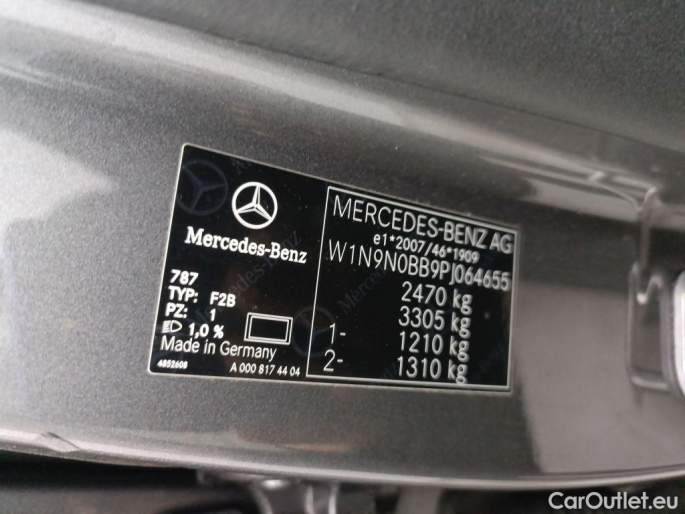 Mercedes-Benz
787
TYP: F2B
PZ: 1
1,0 %
Made in Germany
4852608
A 000 817 44 04
MERCEDES-BENZ AG
e1*2007/46*1909
W1N9N0BB9PJ064655
2470 kg
3305 kg
1- 1210 kg
2- 1310 kg
CarOutlet.eu